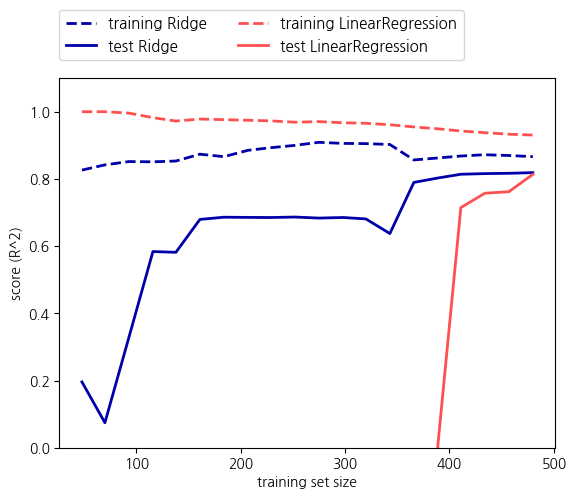 training Ridge
test Ridge
training LinearRegression
test LinearRegression
1.0
0.8
0.6
0.4
0.2
0.0
score (R^2)
100 200 300 400 500
training set size